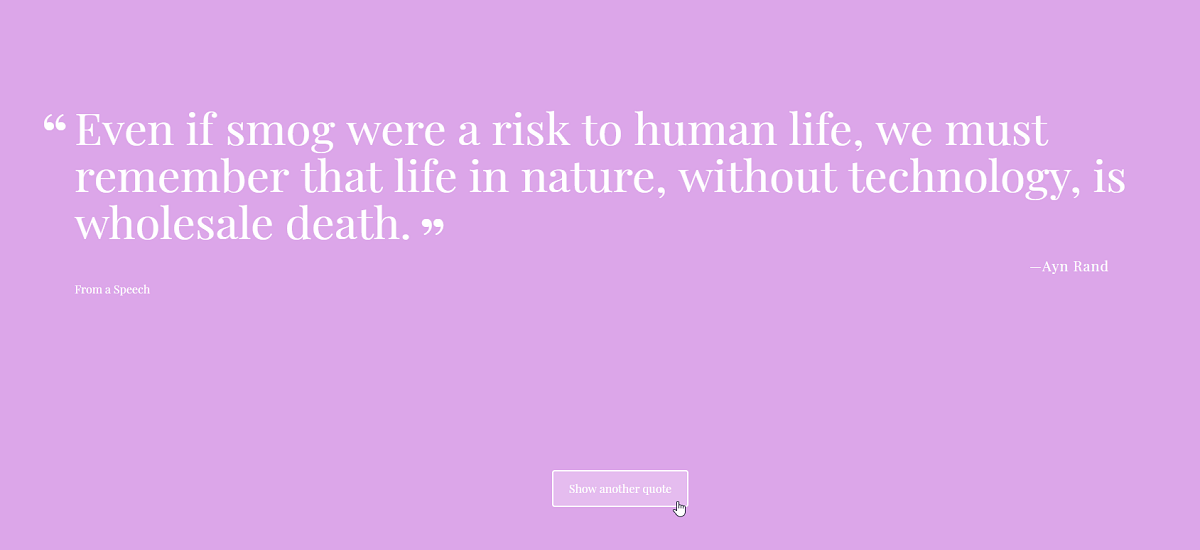 “ Even if smog were a risk to human life, we must
remember that life in nature, without technology, is
wholesale death. ”
—Ayn Rand
From a Speech
Show another quote